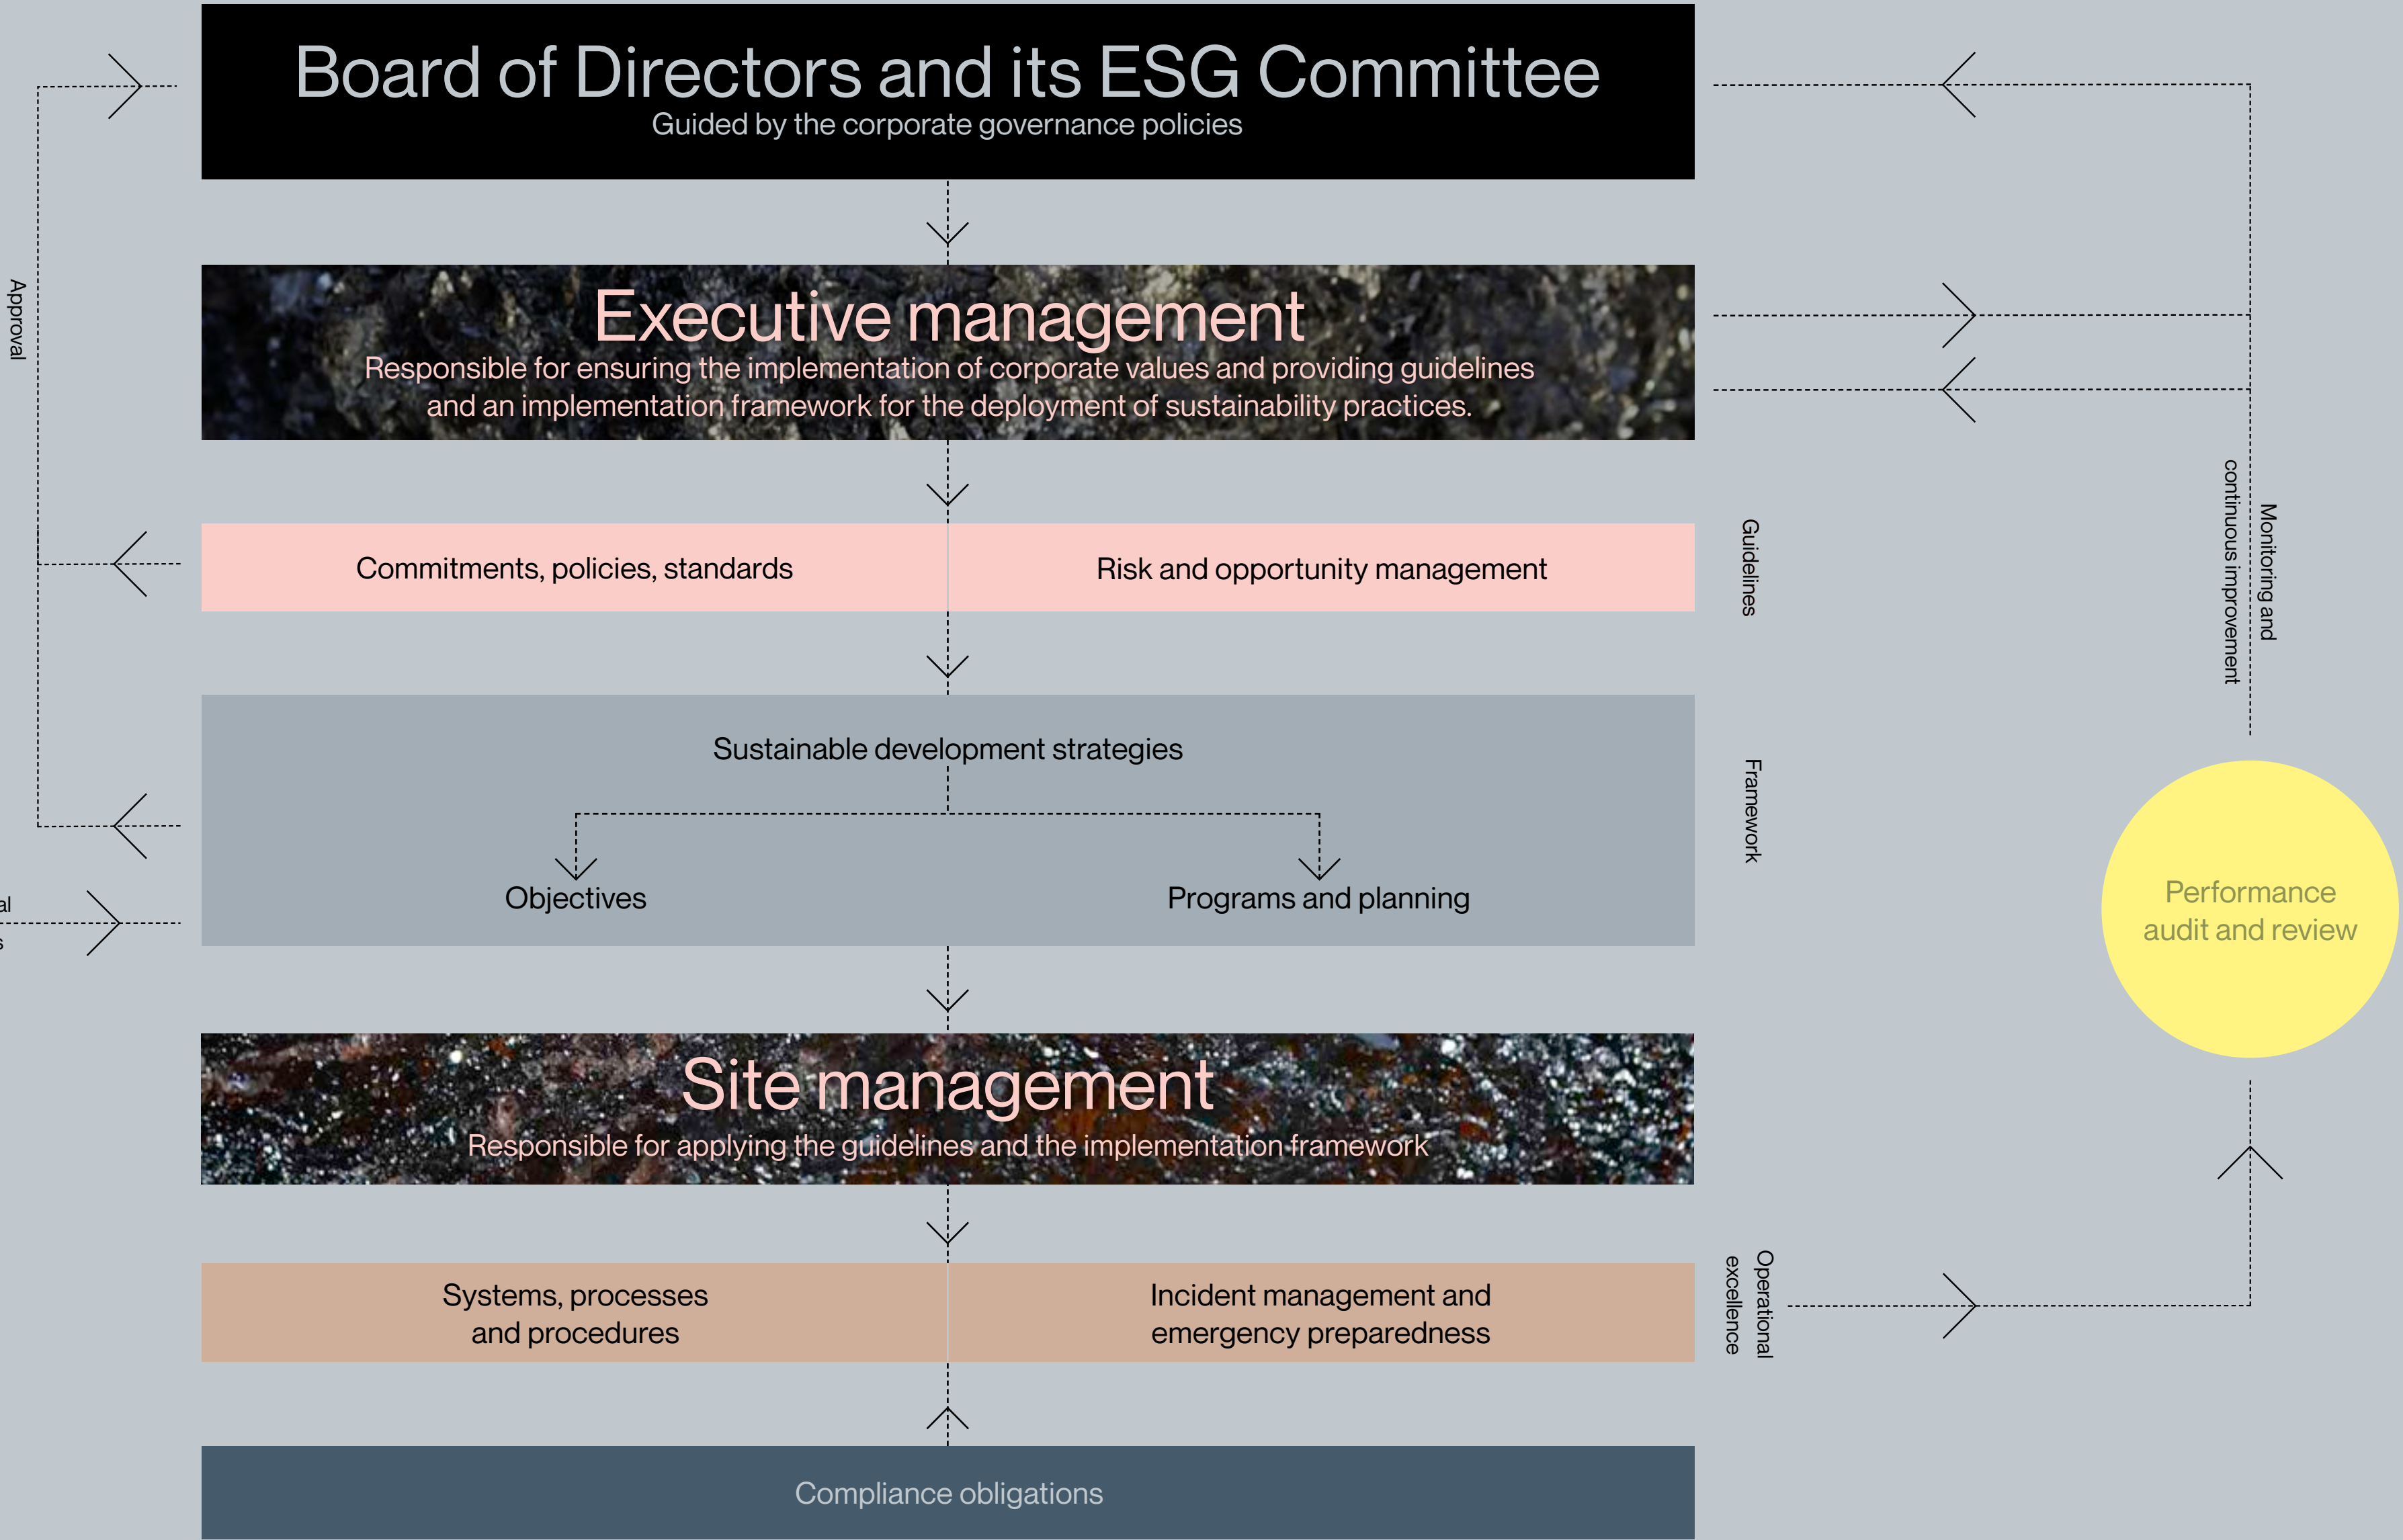 Board of Directors and its ESG Committee
Guided by the corporate governance policies
Approval
Executive management
Responsible for ensuring the implementation of corporate values and providing guidelines
and an implementation framework for the deployment of sustainability practices.
Commitments, policies, standards
Risk and opportunity management
Guidelines
Monitoring and
continuous improvement
Sustainable development strategies
Objectives
Programs and planning
Framework
Performance
audit and review
Site management
Responsible for applying the guidelines and the implementation framework
Systems, processes
and procedures
Incident management and
emergency preparedness
Operational
excellence
Compliance obligations